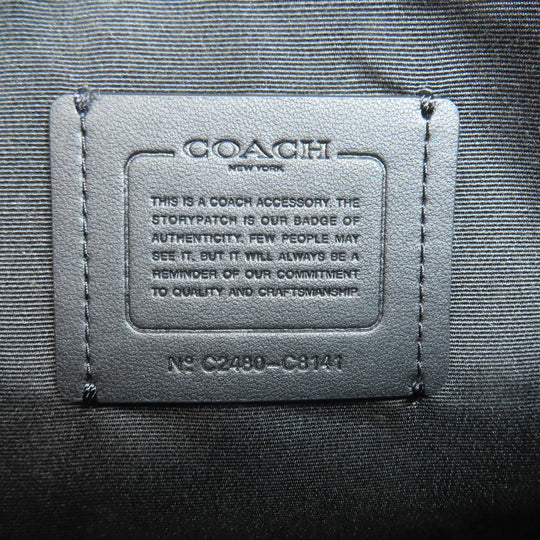 COACH
NEW YORK
THIS IS A COACH ACCESSORY. THE
STORYPATCH IS OUR BADGE OF
AUTHENTICITY. FEW PEOPLE MAY
SEE IT, BUT IT WILL ALWAYS BE A
REMINDER OF OUR COMMITMENT
TO QUALITY AND CRAFTSMANSHIP.
Nº C2480-C8141